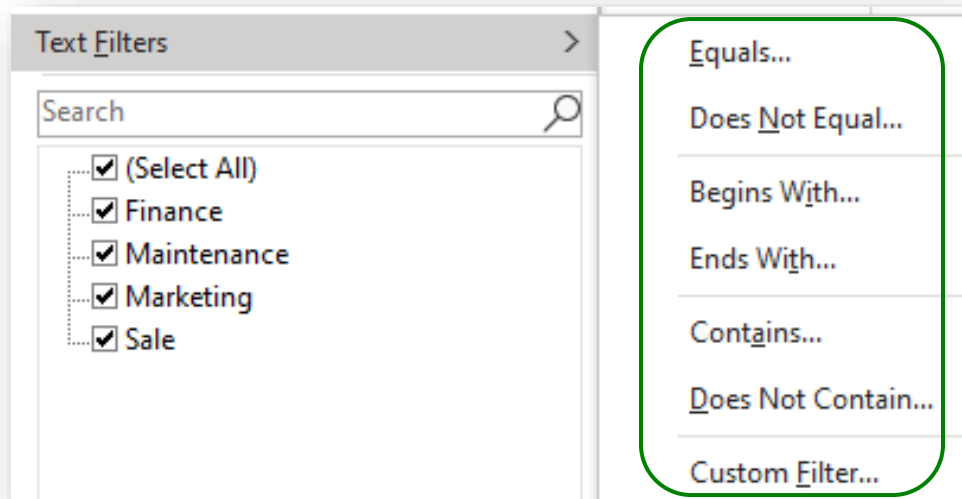 Text Filters
Search
(Select All)
Finance
Maintenance
Marketing
Sale
Equals...
Does Not Equal...
Begins With...
Ends With...
Contains...
Does Not Contain...
Custom Filter...